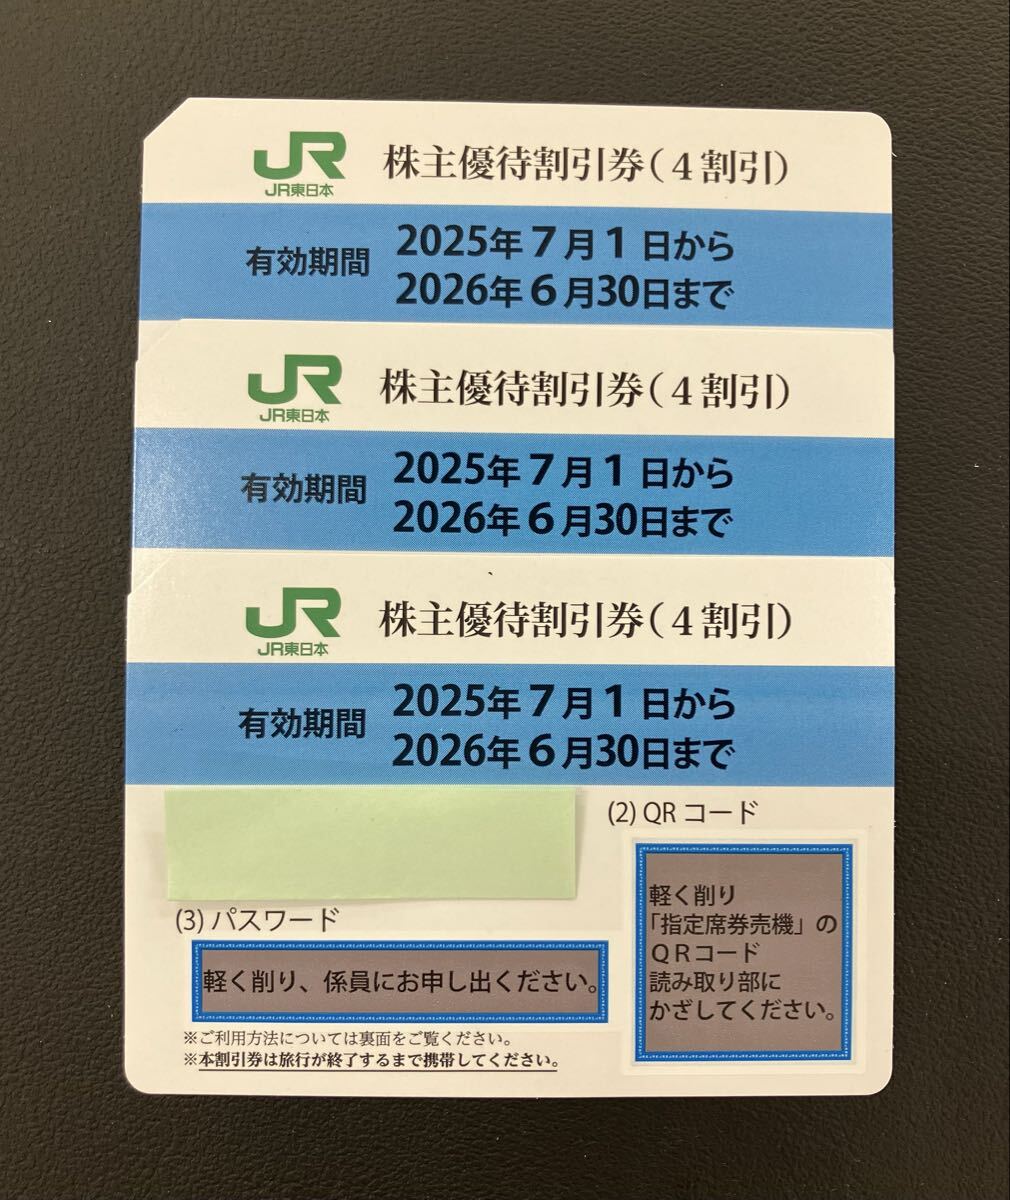 JR
JR東日本
株主優待割引券(4割引)
有効期間
2025年7月1日から
2026年6月30日まで
JR
JR東日本
株主優待割引券(4割引)
有効期間
2025年7月1日から
2026年6月30日まで
JR
JR東日本
株主優待割引券(4割引)
有効期間
2025年7月1日から
2026年6月30日まで
(2) QR コード
軽く削り
「指定席券売機」の
QRコード
読み取り部に
かざしてください。
(3) パスワード
軽く削り、係員にお申し出ください。
※ご利用方法については裏面をご覧ください。
※本割引券は旅行が終了するまで携帯してください。